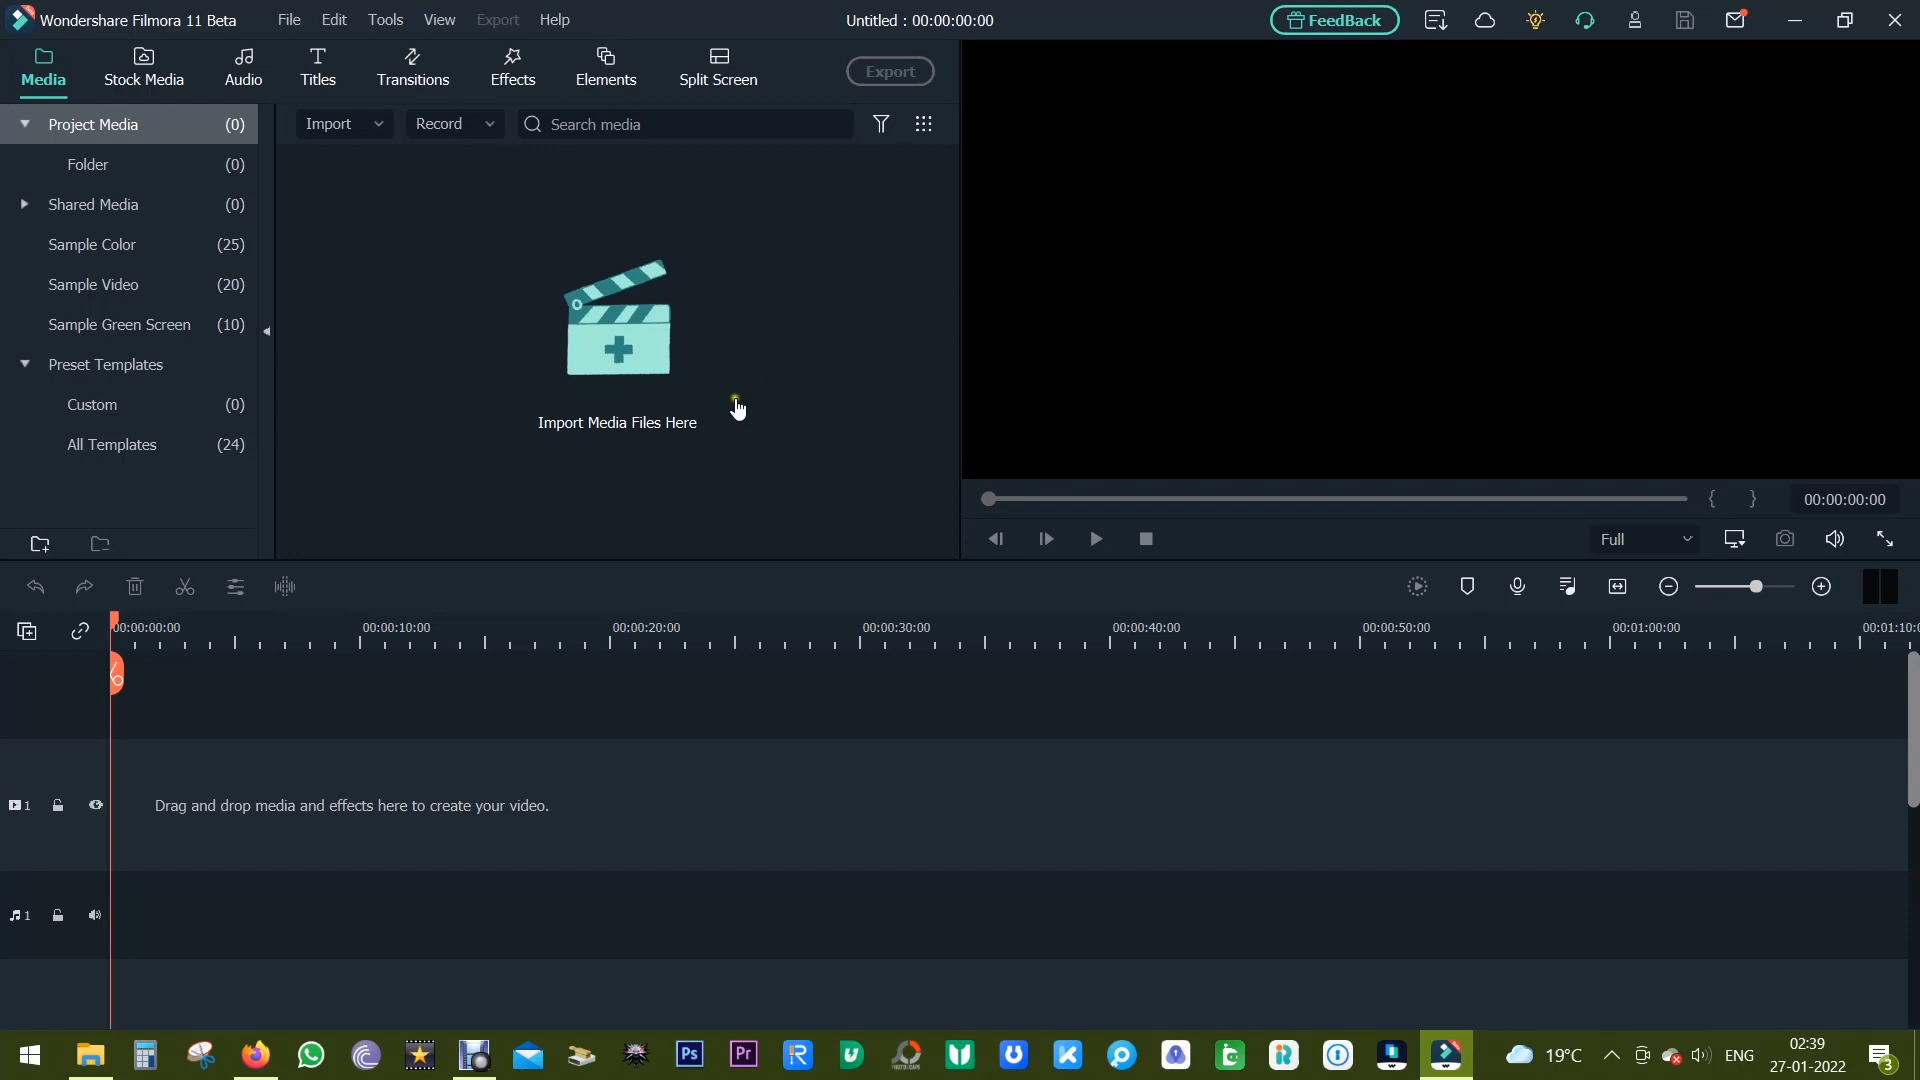 Wondershare Filmora 11 Beta
File Edit Tools View Export Help
Untitled : 00:00:00:00
FeedBack
Media
Stock Media
Audio
Titles
Transitions
Effects
Elements
Split Screen
Export
Project Media (0)
Folder (0)
Shared Media (0)
Sample Color (25)
Sample Video (20)
Sample Green Screen (10)
Preset Templates
Custom (0)
All Templates (24)
Import
Record
Search media
Import Media Files Here
{ } 00:00:00:00
Full
00:00:00:00 00:00:10:00 00:00:20:00 00:00:30:00 00:00:40:00 00:00:50:00 00:01:00:00 00:01:10:0
1
Drag and drop media and effects here to create your video.
1
Ps
Pr
19°C
ENG
02:39
27-01-2022
3